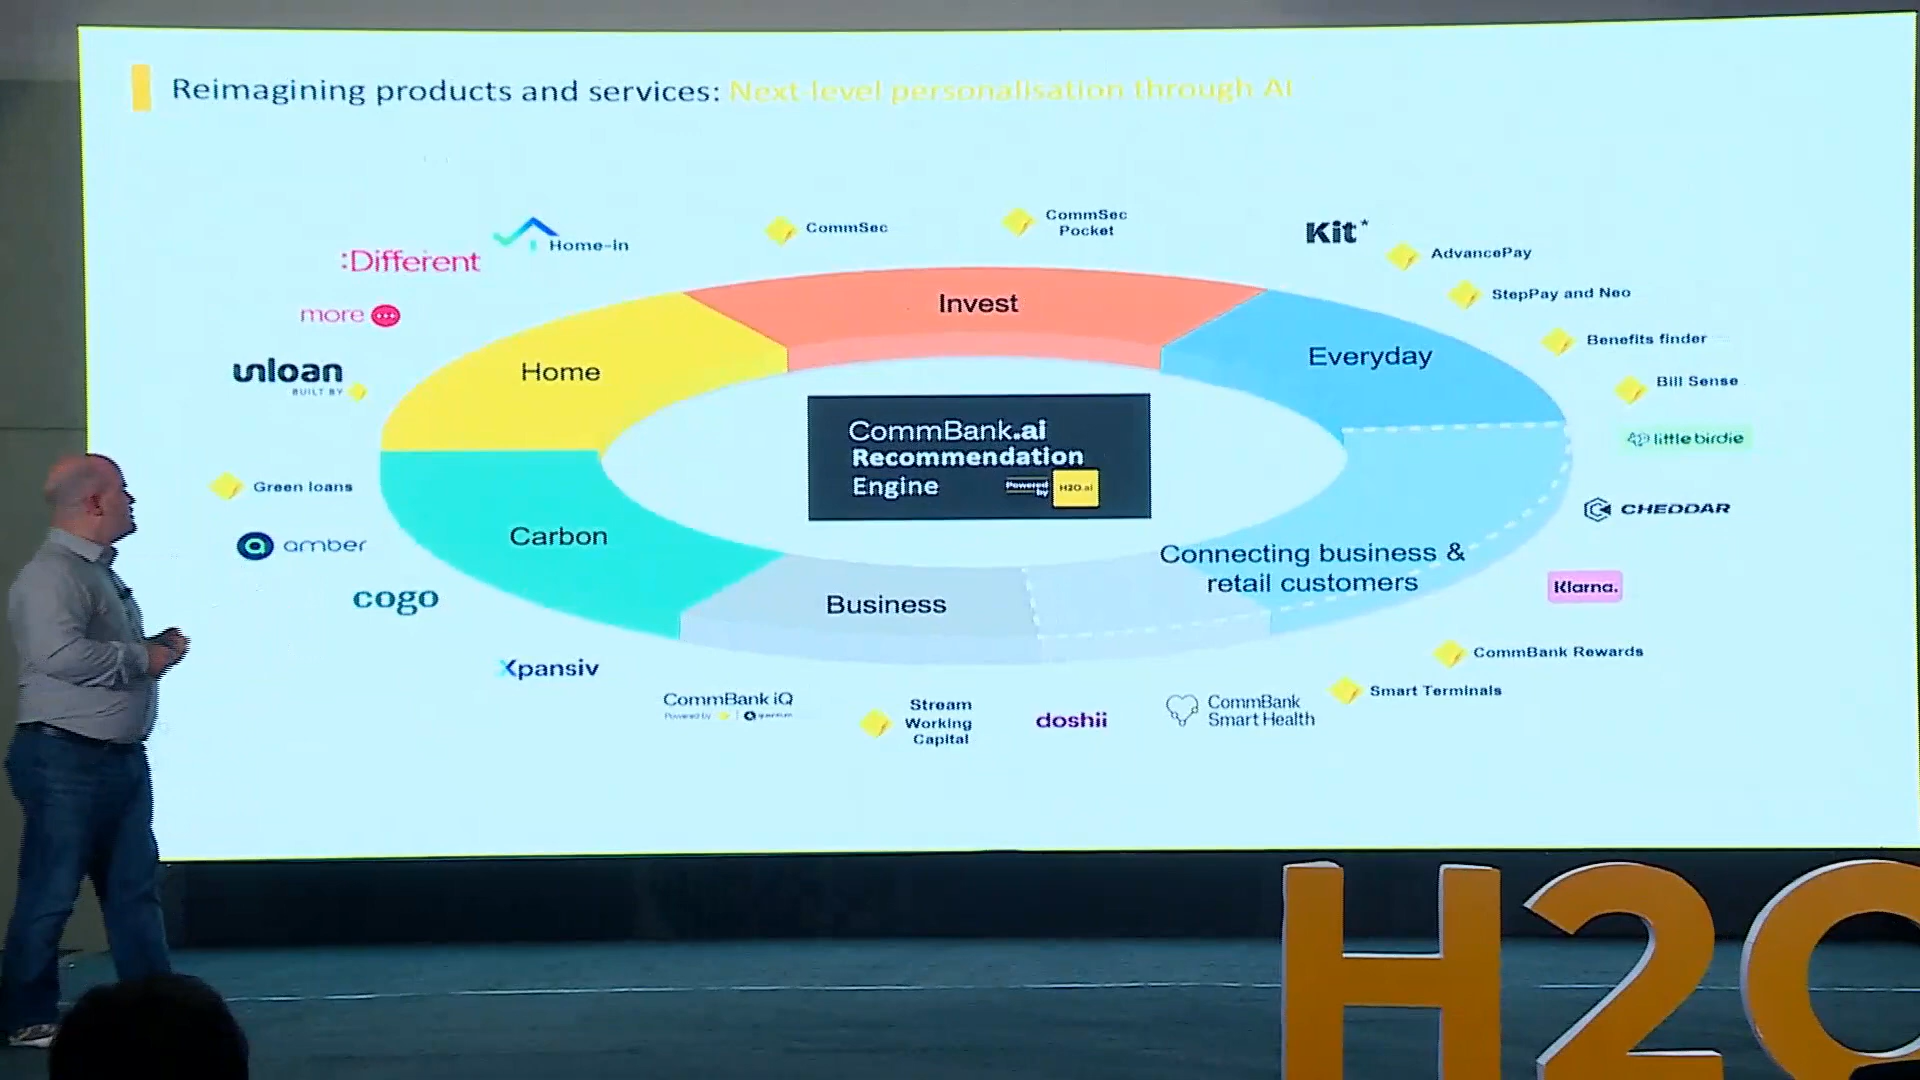 Reimagining products and services: Next-level personalisation through AI
Home-in
CommSec
CommSec
Pocket
Kit*
:Different
AdvancePay
StepPay and Neo
more
Invest
Benefits finder
Home
Everyday
unloan
BUILT BY
Bill Sense
little birdie
CommBank.ai
Recommendation
Engine
Powered
by
H2O.ai
Green loans
CHEDDAR
amber
Carbon
Connecting business &
retail customers
Klarna.
cogo
Business
CommBank Rewards
Xpansiv
Smart Terminals
CommBank iQ
Powered by
Stream
Working
Capital
doshii
CommBank
Smart Health
H2O